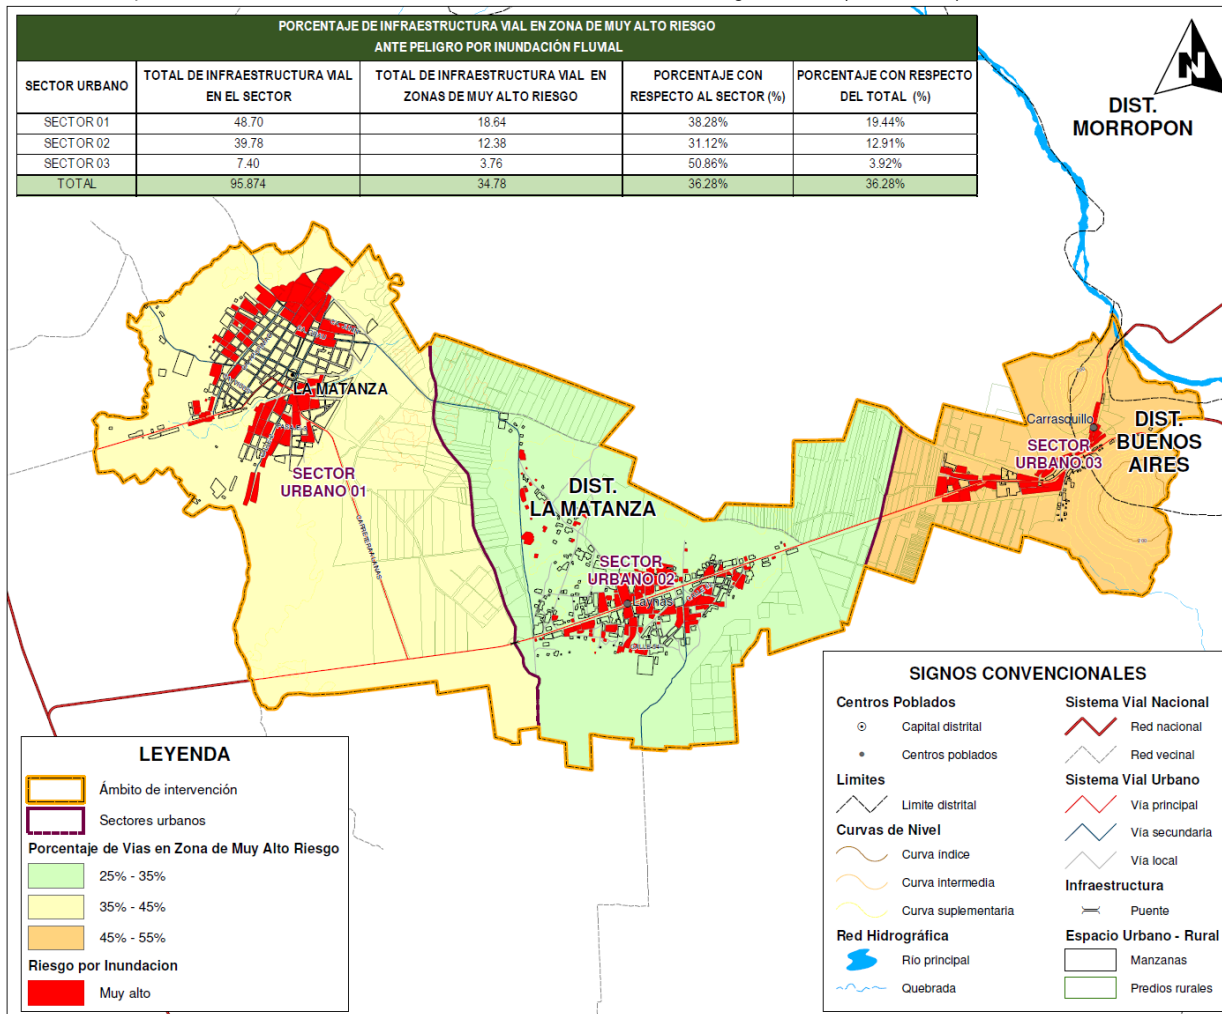 PORCENTAJE DE INFRAESTRUCTURA VIAL EN ZONA DE MUY ALTO RIESGO
ANTE PELIGRO POR INUNDACIÓN FLUVIAL
SECTOR URBANO | TOTAL DE INFRAESTRUCTURA VIAL EN EL SECTOR | TOTAL DE INFRAESTRUCTURA VIAL EN ZONAS DE MUY ALTO RIESGO | PORCENTAJE CON RESPECTO AL SECTOR (%) | PORCENTAJE CON RESPECTO DEL TOTAL (%)
SECTOR 01 | 48.70 | 18.64 | 38.28% | 19.44%
SECTOR 02 | 39.78 | 12.38 | 31.12% | 12.91%
SECTOR 03 | 7.40 | 3.76 | 50.86% | 3.92%
TOTAL | 95.874 | 34.78 | 36.28% | 36.28%
N
DIST.
MORROPON
LA MATANZA
SECTOR
URBANO 01
DIST.
LA MATANZA
SECTOR
URBANO 02
Laynas
Carrasquillo
SECTOR
URBANO 03
DIST.
BUENOS
AIRES
LEYENDA
Ámbito de intervención
Sectores urbanos
Porcentaje de Vias en Zona de Muy Alto Riesgo
25% - 35%
35% - 45%
45% - 55%
Riesgo por Inundacion
Muy alto
SIGNOS CONVENCIONALES
Centros Poblados
Capital distrital
Centros poblados
Limites
Limite distrital
Curvas de Nivel
Curva índice
Curva intermedia
Curva suplementaria
Red Hidrográfica
Río principal
Quebrada
Sistema Vial Nacional
Red nacional
Red vecinal
Sistema Vial Urbano
Vía principal
Vía secundaria
Vía local
Infraestructura
Puente
Espacio Urbano - Rural
Manzanas
Predios rurales